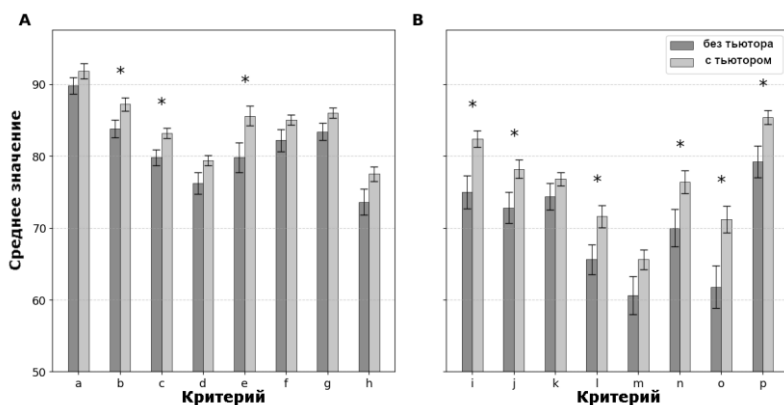 A
B
Среднее значение
90
80
70
60
50
* * *
a b c d e f g h
Критерий
без тьютора
с тьютором
* * * * * *
i j k l m n o p
Критерий